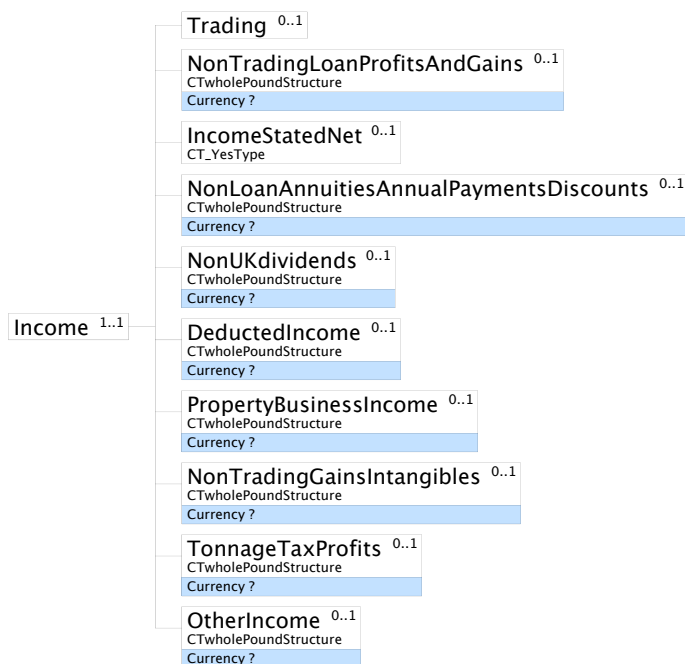 Trading 0..1
NonTradingLoanProfitsAndGains 0..1
CTwholePoundStructure
Currency ?
IncomeStatedNet 0..1
CT_YesType
NonLoanAnnuitiesAnnualPaymentsDiscounts 0..1
CTwholePoundStructure
Currency ?
NonUKdividends 0..1
CTwholePoundStructure
Currency ?
Income 1..1
DeductedIncome 0..1
CTwholePoundStructure
Currency ?
PropertyBusinessIncome 0..1
CTwholePoundStructure
Currency ?
NonTradingGainsIntangibles 0..1
CTwholePoundStructure
Currency ?
TonnageTaxProfits 0..1
CTwholePoundStructure
Currency ?
OtherIncome 0..1
CTwholePoundStructure
Currency ?